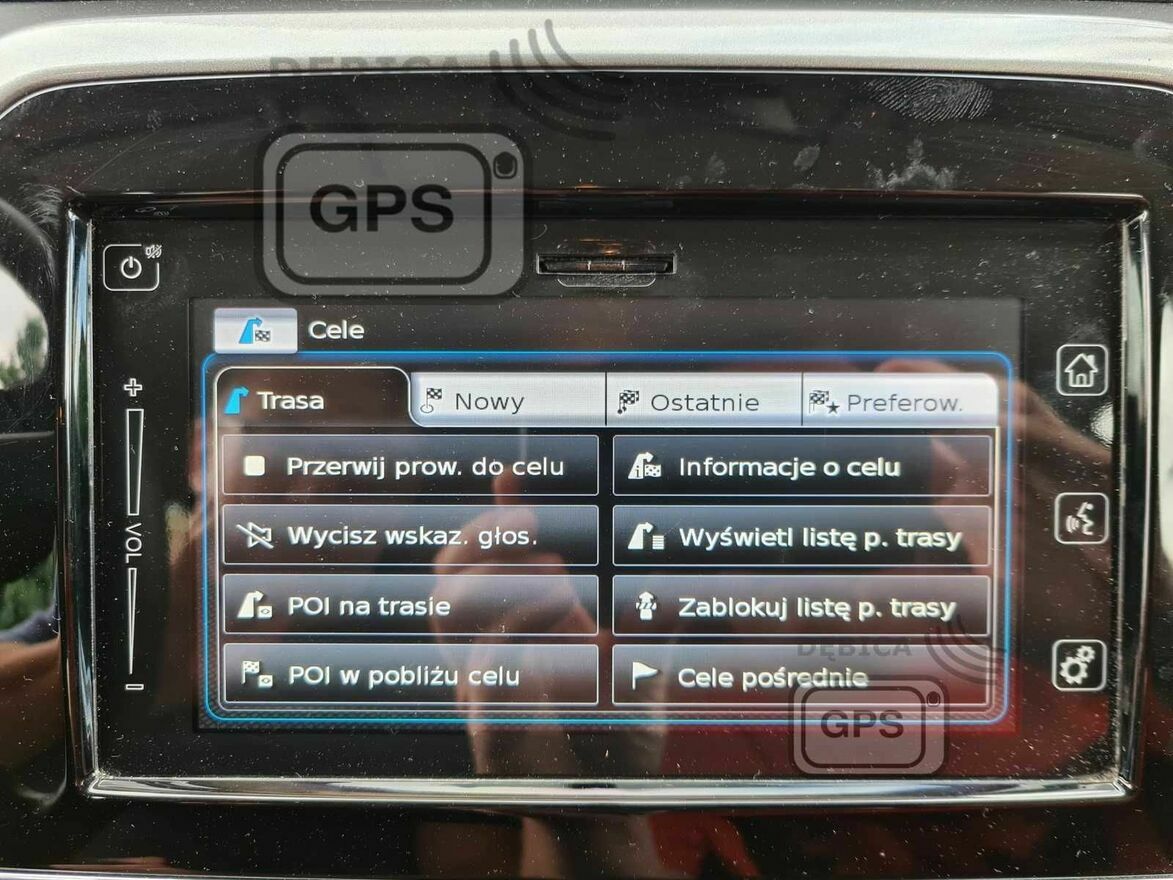 DĘBICA
GPS
Cele
Trasa
Nowy
Ostatnie
Preferow.
Przerwij prow. do celu
Informacje o celu
Wycisz wskaz. głos.
Wyświetl listę p. trasy
VOL
POI na trasie
Zablokuj listę p. trasy
DĘBICA
POI w pobliżu celu
Cele pośrednie
GPS